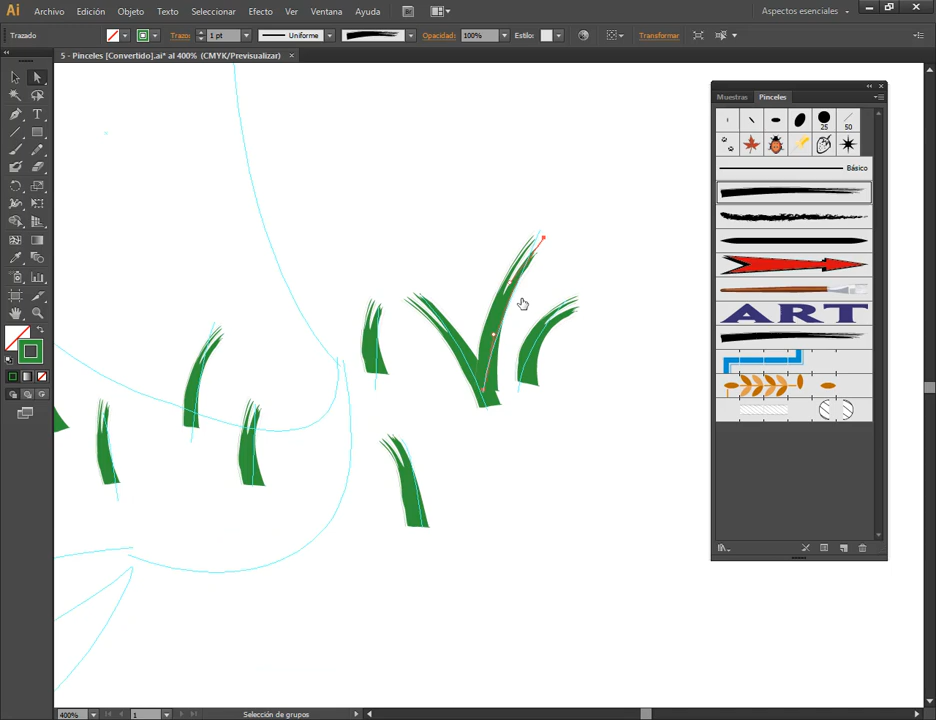 Ai Archivo Edición Objeto Texto Seleccionar Efecto Ver Ventana Ayuda Br Aspectos esenciales
Trazado Trazo: 1 pt Uniforme Opacidad: 100% Estilo: Transformar
5 - Pinceles [Convertido].ai* al 400% (CMYK/Previsualizar)
Muestras Pinceles
25 50
Básico
ART
400% 1 Selección de grupos